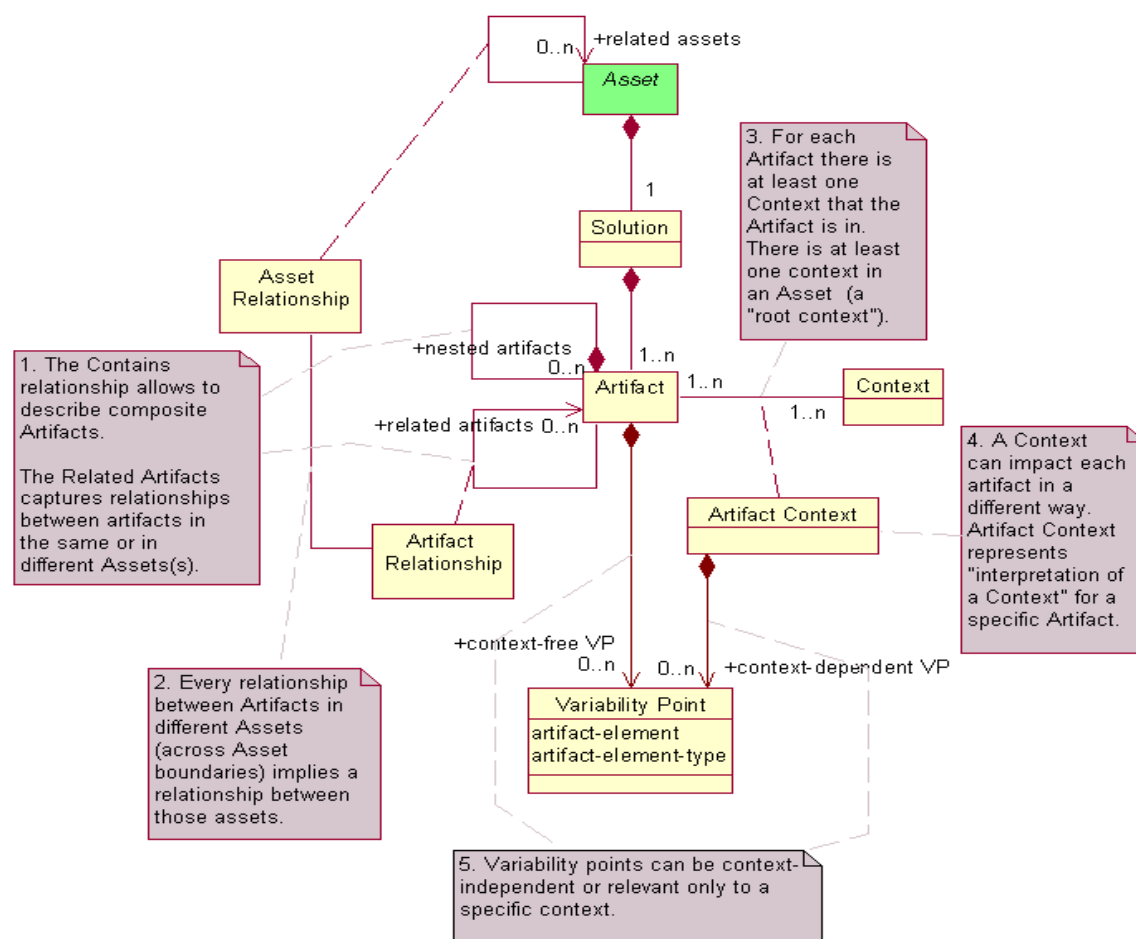 +related assets
0..n
Asset
1
Solution
3. For each
Artifact there is
at least one
Context that the
Artifact is in.
There is at least
one context in
an Asset (a
"root context").
Asset
Relationship
+nested artifacts
0..n
1..n
Artifact
1..n
1..n
Context
+related artifacts
0..n
1. The Contains
relationship allows to
describe composite
Artifacts.
The Related Artifacts
captures relationships
between artifacts in
the same or in
different Assets(s).
Artifact
Relationship
Artifact Context
4. A Context
can impact each
artifact in a
different way.
Artifact Context
represents
"interpretation of
a Context" for a
specific Artifact.
+context-free VP
0..n
0..n
+context-dependent VP
Variability Point
artifact-element
artifact-element-type
2. Every relationship
between Artifacts in
different Assets
(across Asset
boundaries) implies a
relationship between
those assets.
5. Variability points can be context-
independent or relevant only to a
specific context.